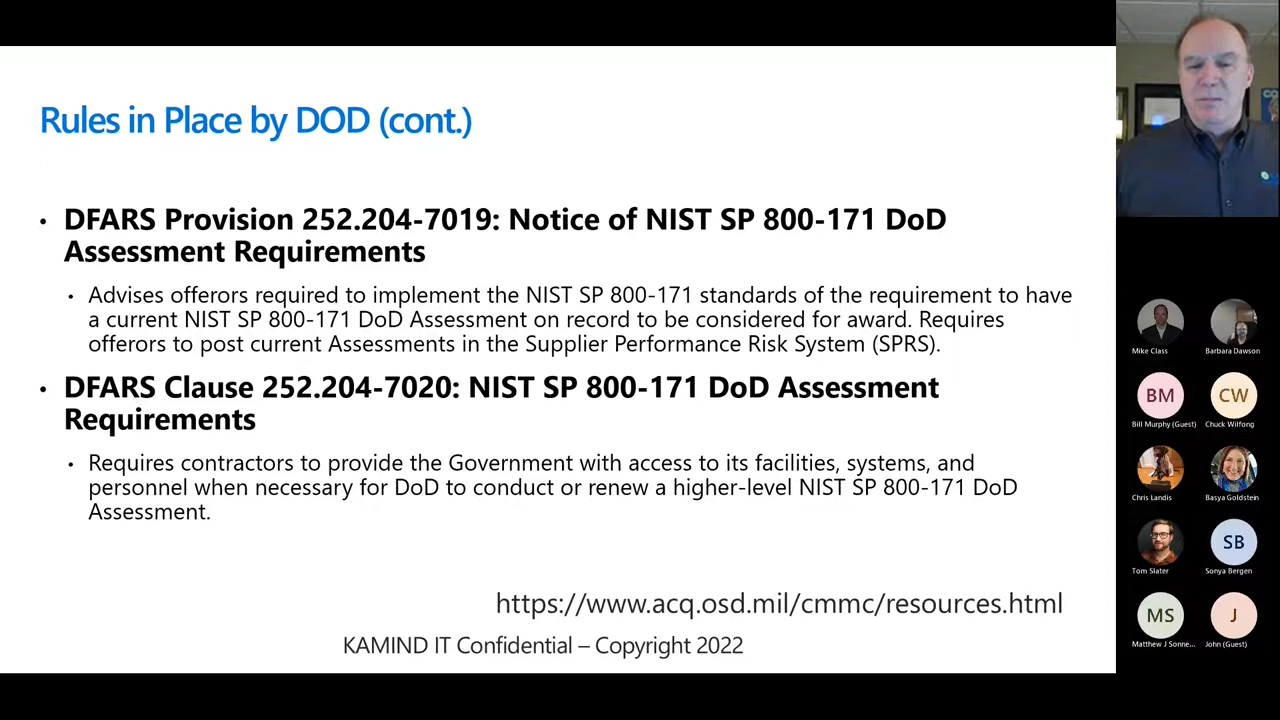 Rules in Place by DOD (cont.)
• DFARS Provision 252.204-7019: Notice of NIST SP 800-171 DoD
Assessment Requirements
• Advises offerors required to implement the NIST SP 800-171 standards of the requirement to have
a current NIST SP 800-171 DoD Assessment on record to be considered for award. Requires
offerors to post current Assessments in the Supplier Performance Risk System (SPRS).
• DFARS Clause 252.204-7020: NIST SP 800-171 DoD Assessment
Requirements
• Requires contractors to provide the Government with access to its facilities, systems, and
personnel when necessary for DoD to conduct or renew a higher-level NIST SP 800-171 DoD
Assessment.
https://www.acq.osd.mil/cmmc/resources.html
KAMIND IT Confidential – Copyright 2022
Mike Class
Barbara Dawson
BM
CW
Bill Murphy (Guest)
Chuck Wilfong
Chris Landis
Basya Goldstein
SB
Tom Slater
Sonya Bergen
MS
J
Matthew J Sonne...
John (Guest)